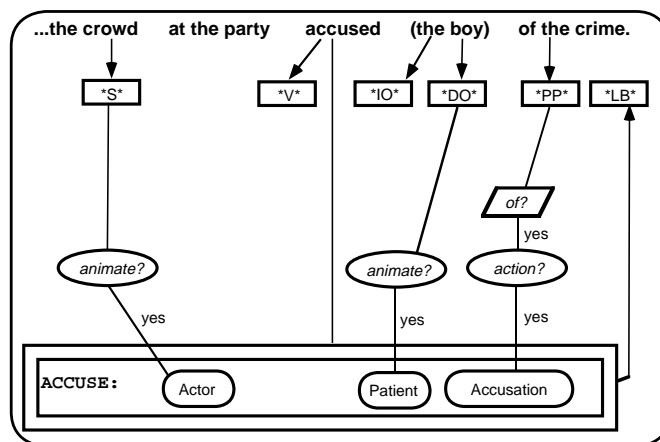 ...the crowd at the party accused (the boy) of the crime.
*S* *V* *IO* *DO* *PP* *LB*
of?
yes
animate? animate? action?
yes yes yes
ACCUSE: Actor Patient Accusation